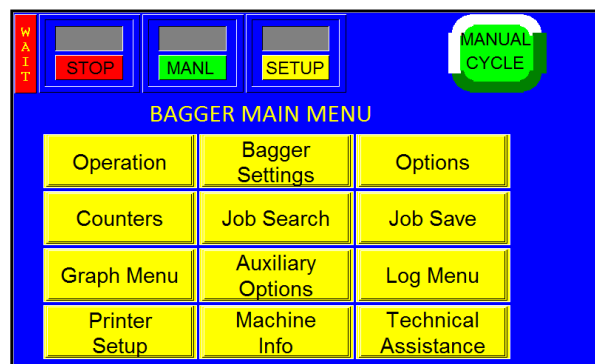 WAIT
STOP
MANL
SETUP
MANUAL
CYCLE
BAGGER MAIN MENU
Operation
Bagger
Settings
Options
Counters
Job Search
Job Save
Graph Menu
Auxiliary
Options
Log Menu
Printer
Setup
Machine
Info
Technical
Assistance